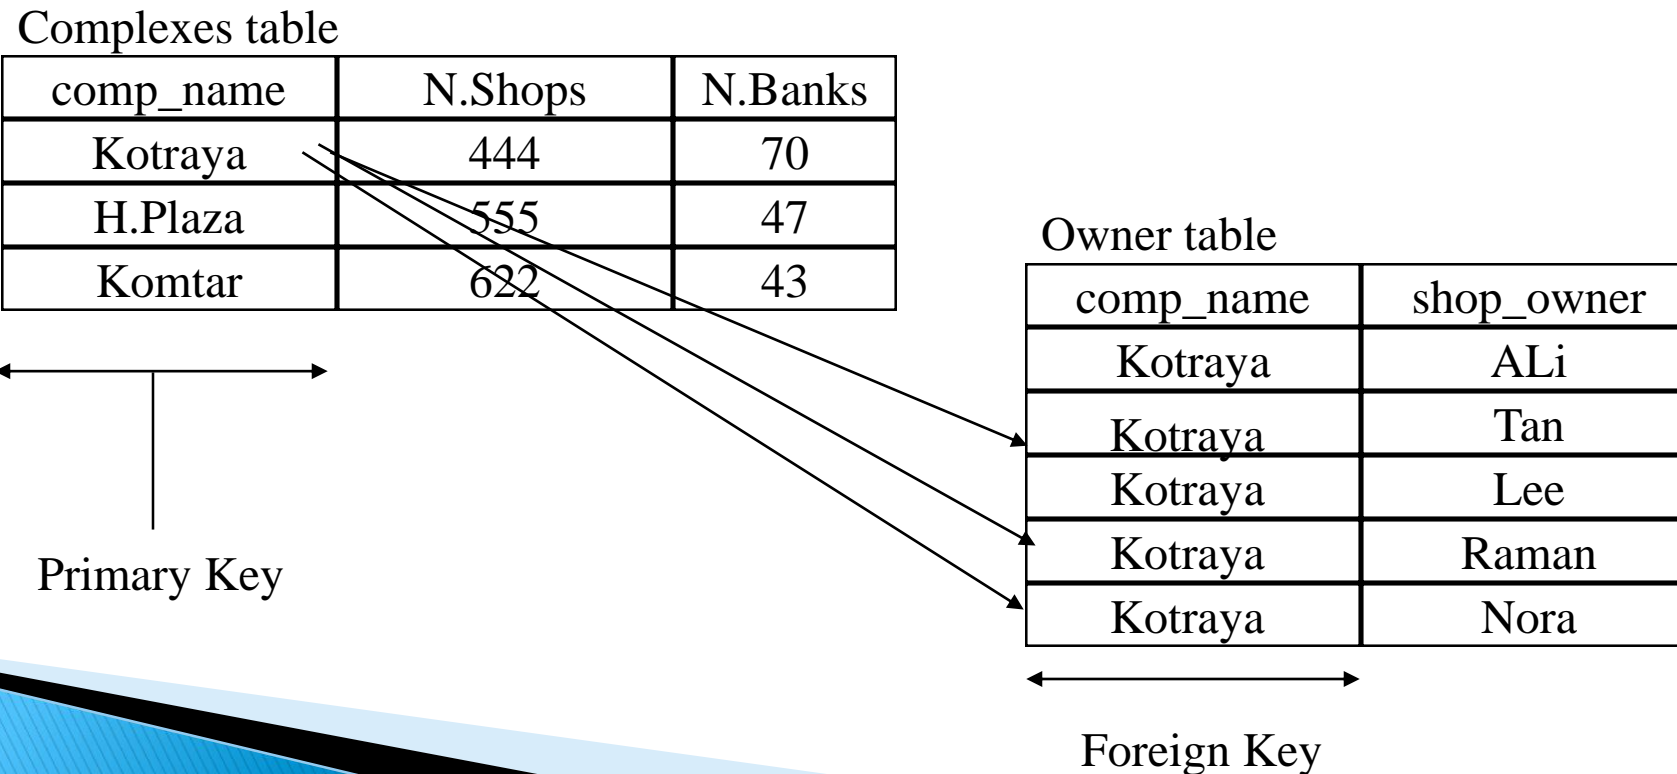 Complexes table
comp_name N.Shops N.Banks
Kotraya 444 70
H.Plaza 555 47
Komtar 622 43
Primary Key
Owner table
comp_name shop_owner
Kotraya ALi
Kotraya Tan
Kotraya Lee
Kotraya Raman
Kotraya Nora
Foreign Key